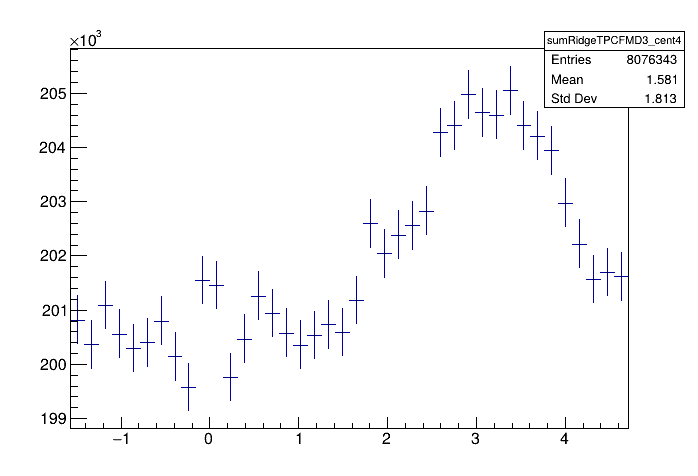 ×10³
sumRidgeTPCFMD3_cent4
Entries 8076343
Mean 1.581
Std Dev 1.813
205
204
203
202
201
200
199
−1 0 1 2 3 4